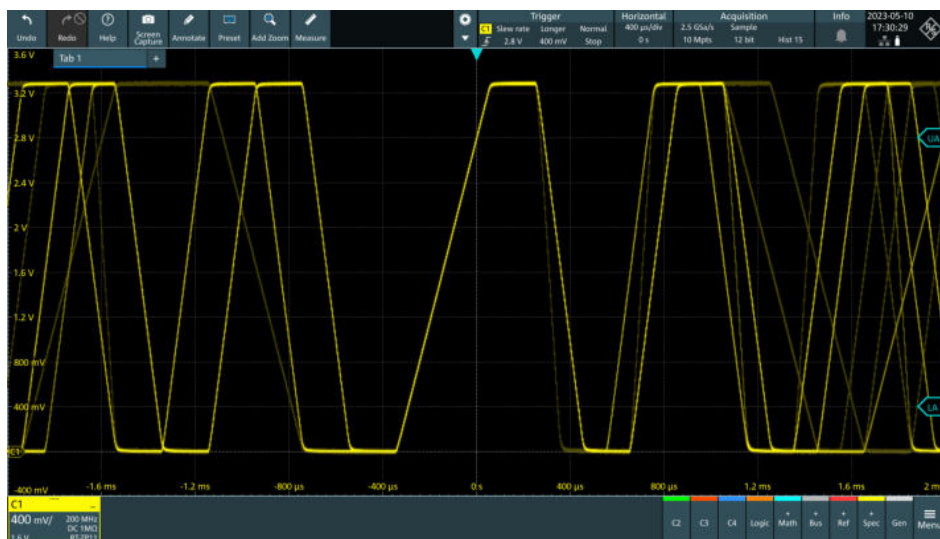 Undo Redo Help Screen Capture Annotate Preset Add Zoom Measure
Trigger
C1 Slew rate Longer Normal
2.8 V 400 mV Stop
Horizontal
400 µs/div
0 s
Acquisition
2.5 GSa/s Sample
10 Mpts 12 bit Hist 15
Info
2023-05-10
17:30:29
3.6 V
Tab 1 +
3.2 V
2.8 V
UA
2.4 V
2 V
1.6 V
1.2 V
800 mV
400 mV
LA
C1
-400 mV
-1.6 ms -1.2 ms -800 µs -400 µs 0 s 400 µs 800 µs 1.2 ms 1.6 ms 2 ms
C1
400 mV/ 200 MHz
DC 1MΩ
1.6 V RT-ZP11
C2 C3 C4 Logic + Math + Bus + Ref + Spec Gen Menu